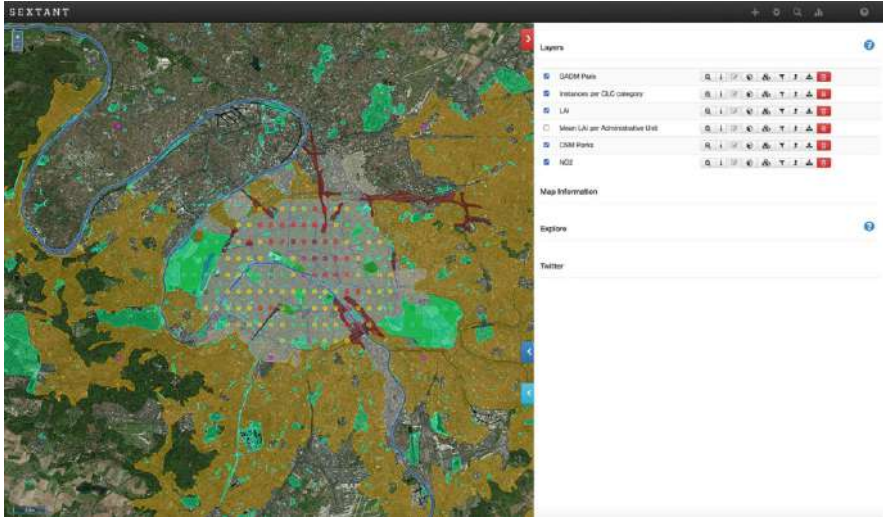 SEXTANT
Layers
GADM Paris
Instances per CLC category
LAI
Mean LAI per Administrative Unit
OSM Parks
NO2
Map Information
Explore
Twitter